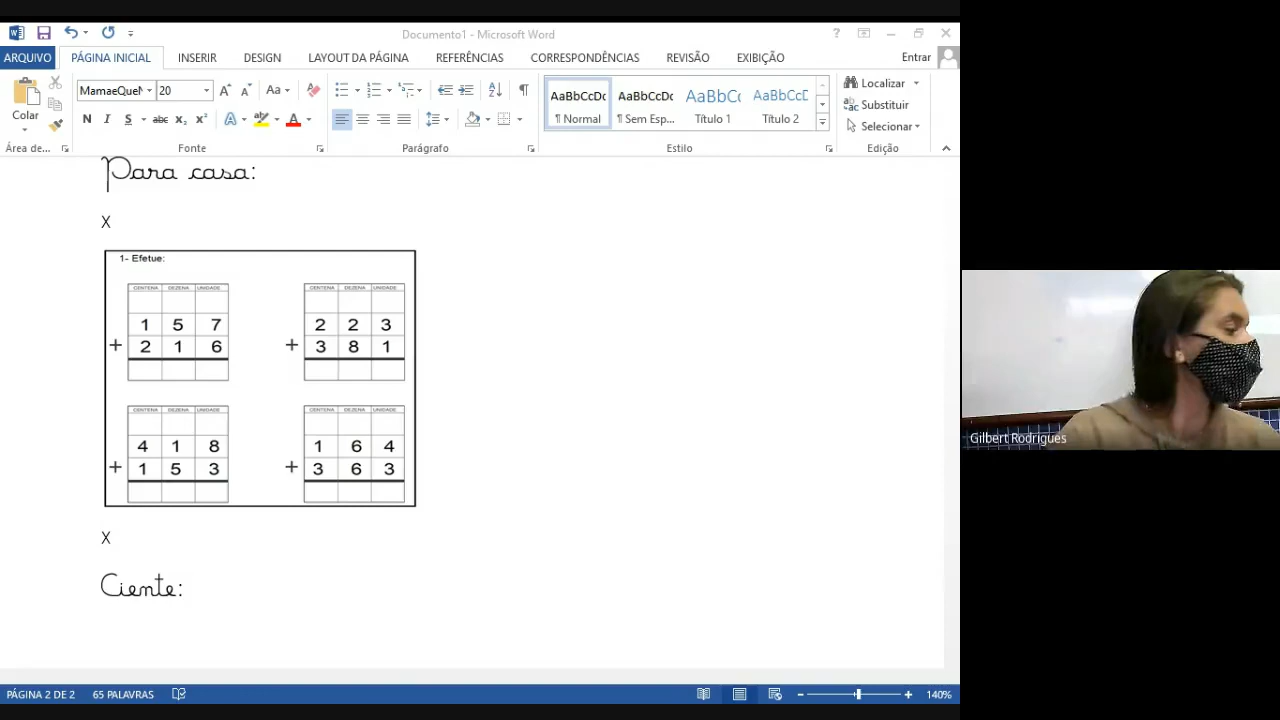 Documento1 - Microsoft Word
ARQUIVO PÁGINA INICIAL INSERIR DESIGN LAYOUT DA PÁGINA REFERÊNCIAS CORRESPONDÊNCIAS REVISÃO EXIBIÇÃO Entrar
Colar
MamaeQueN 20
Localizar
Substituir
Selecionar
AaBbCcDc AaBbCcDc AaBbC( AaBbCcD
¶ Normal ¶ Sem Esp... Título 1 Título 2
Área de... Fonte Parágrafo Estilo Edição
Para casa:
X
1- Efetue:
CENTENA DEZENA UNIDADE CENTENA DEZENA UNIDADE
1 5 7 2 2 3
+ 2 1 6 + 3 8 1
CENTENA DEZENA UNIDADE CENTENA DEZENA UNIDADE
4 1 8 1 6 4
+ 1 5 3 + 3 6 3
X
Ciente:
Gilbert Rodrigues
PÁGINA 2 DE 2 65 PALAVRAS 140%